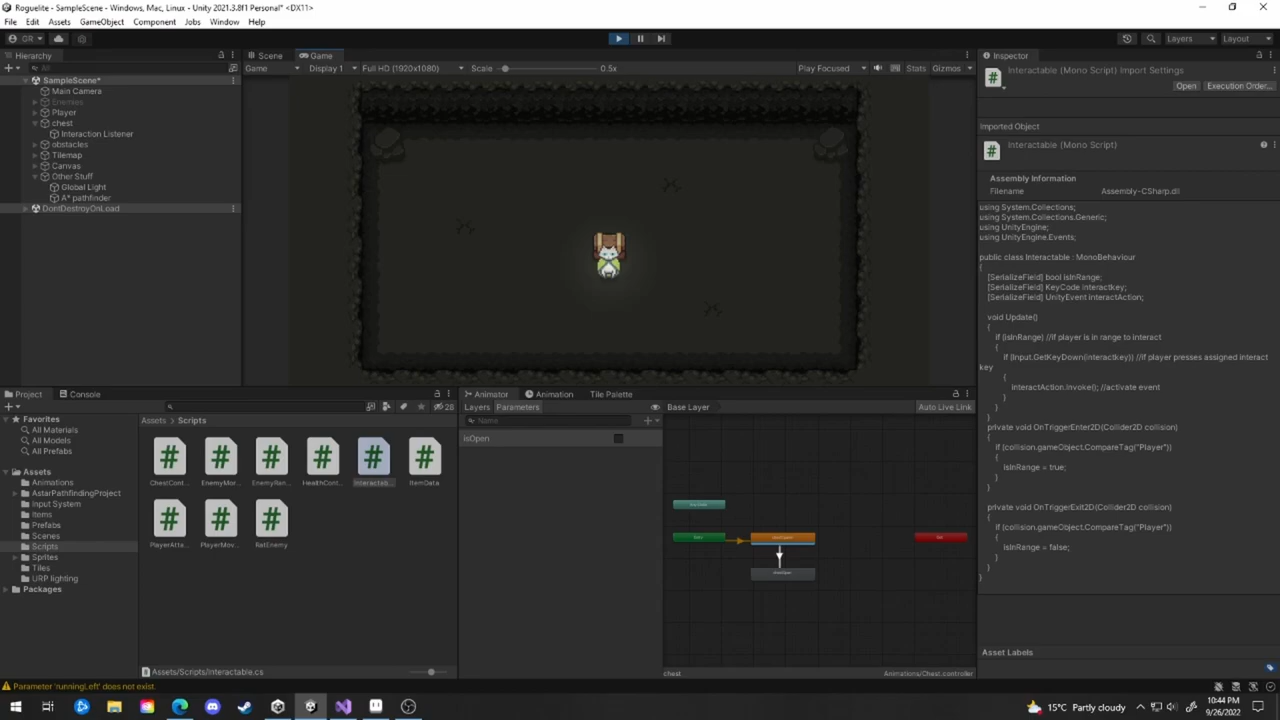 Roguelite - SampleScene - Windows, Mac, Linux - Unity 2021.3.8f1 Personal* <DX11>
File Edit Assets GameObject Component Jobs Window Help
GR
Layers Layout
Hierarchy
All
SampleScene*
Main Camera
Enemies
Player
chest
Interaction Listener
obstacles
Tilemap
Canvas
Other Stuff
Global Light
A* pathfinder
DontDestroyOnLoad
Scene Game
Game Display 1 Full HD (1920x1080) Scale 0.5x Play Focused Stats Gizmos
Inspector
Interactable (Mono Script) Import Settings
Open Execution Order...
Imported Object
Interactable (Mono Script)
Assembly Information
Filename Assembly-CSharp.dll
using System.Collections;
using System.Collections.Generic;
using UnityEngine;
using UnityEngine.Events;
public class Interactable : MonoBehaviour
{
[SerializeField] bool isInRange;
[SerializeField] KeyCode interactkey;
[SerializeField] UnityEvent interactAction;
void Update()
{
if (isInRange) //if player is in range to interact
{
if (Input.GetKeyDown(interactkey)) //if player presses assigned interact
key
{
interactAction.Invoke(); //activate event
}
}
}
private void OnTriggerEnter2D(Collider2D collision)
{
if (collision.gameObject.CompareTag("Player"))
{
isInRange = true;
}
}
private void OnTriggerExit2D(Collider2D collision)
{
if (collision.gameObject.CompareTag("Player"))
{
isInRange = false;
}
}
}
Asset Labels
Project Console
28
Favorites
All Materials
All Models
All Prefabs
Assets
Animations
AstarPathfindingProject
Input System
Items
Prefabs
Scenes
Scripts
Sprites
Tiles
URP lighting
Packages
Assets > Scripts
ChestCont... EnemyMor... EnemyRan... HealthCont... Interactab... ItemData
PlayerAtta... PlayerMov... RatEnemy
Assets/Scripts/Interactable.cs
Animator Animation Tile Palette
Layers Parameters Base Layer Auto Live Link
Name
isOpen
chest Animations/Chest.controller
Parameter 'runningLeft' does not exist.
15°C Partly cloudy
10:44 PM
9/26/2022